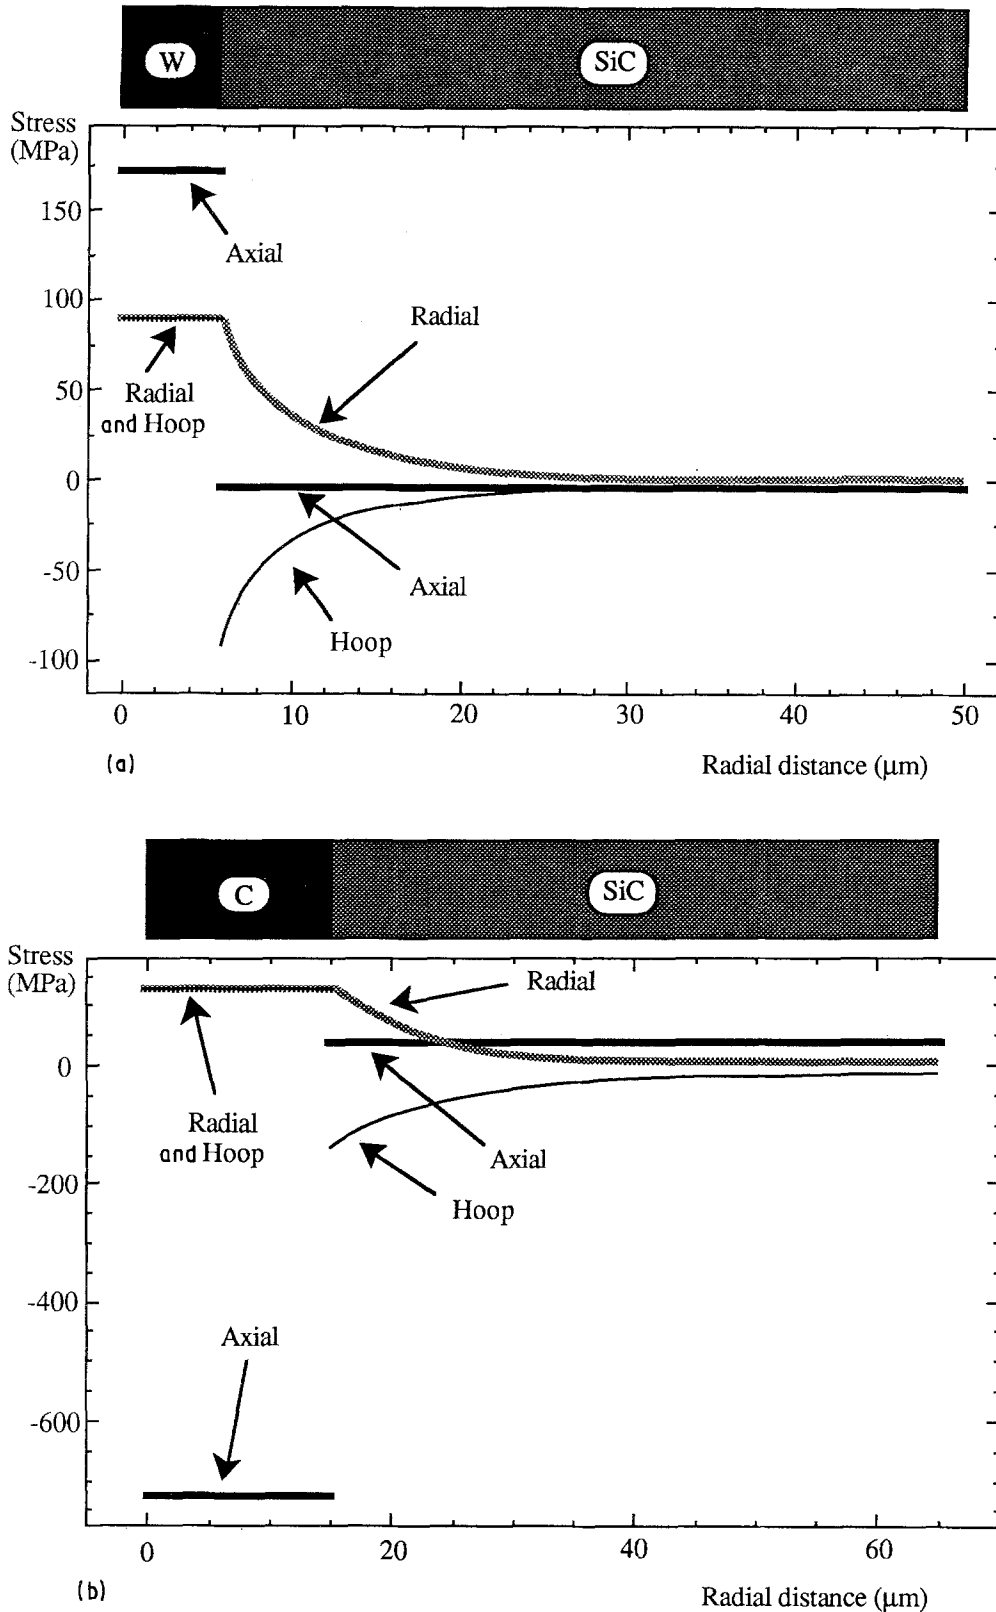 W
SiC
Stress
(MPa)
150
100
50
0
-50
-100
Axial
Radial
Radial
and Hoop
Axial
Hoop
0
10
20
30
40
50
(a)
Radial distance (μm)
C
SiC
Stress
(MPa)
0
-200
-400
-600
Radial
Radial
and Hoop
Axial
Hoop
Axial
0
20
40
60
(b)
Radial distance (μm)